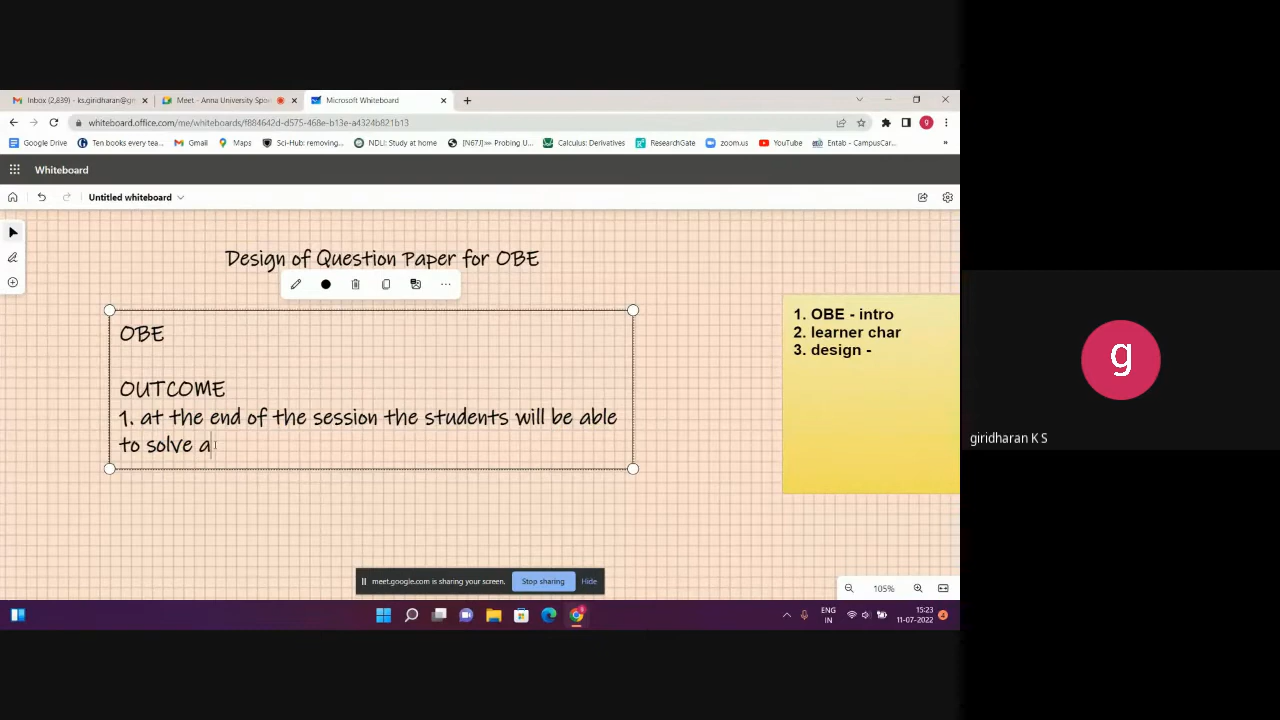 Inbox (2,839) - ks.giridharan@gm
Meet - Anna University Spo
Microsoft Whiteboard
whiteboard.office.com/me/whiteboards/f884642d-d575-468e-b13e-a4324b821b13
g
Google Drive
Ten books every tea...
Gmail
Maps
Sci-Hub: removing...
NDLI: Study at home
[N67J]>> Probing U...
Calculus: Derivatives
ResearchGate
zoom.us
YouTube
Entab - CampusCar...
»
Whiteboard
Untitled whiteboard
Design of Question Paper for OBE
OBE
OUTCOME
1. at the end of the session the students will be able
to solve a
1. OBE - intro
2. learner char
3. design -
g
giridharan K S
meet.google.com is sharing your screen.
Stop sharing
Hide
105%
ENG
IN
15:23
11-07-2022
4